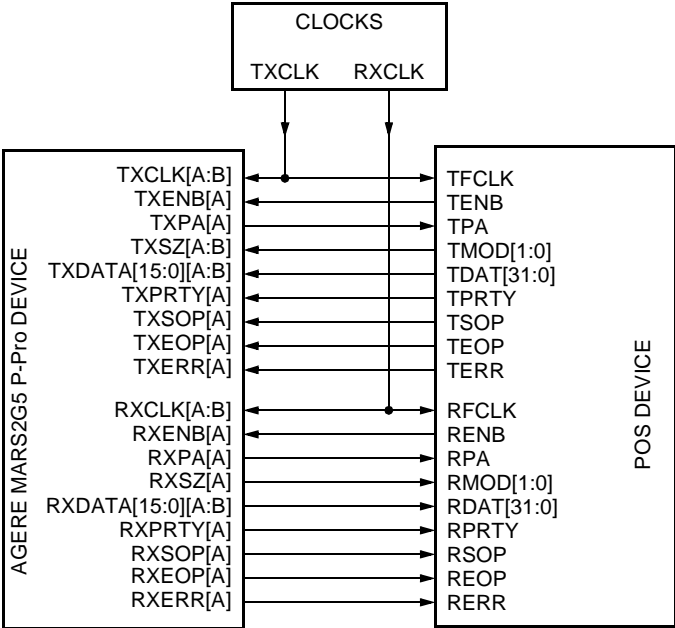 CLOCKS
TXCLK RXCLK
AGERE MARS2G5 P-Pro DEVICE
TXCLK[A:B]
TXENB[A]
TXPA[A]
TXSZ[A:B]
TXDATA[15:0][A:B]
TXPRTY[A]
TXSOP[A]
TXEOP[A]
TXERR[A]
RXCLK[A:B]
RXENB[A]
RXPA[A]
RXSZ[A]
RXDATA[15:0][A:B]
RXPRTY[A]
RXSOP[A]
RXEOP[A]
RXERR[A]
TFCLK
TENB
TPA
TMOD[1:0]
TDAT[31:0]
TPRTY
TSOP
TEOP
TERR
RFCLK
RENB
RPA
RMOD[1:0]
RDAT[31:0]
RPRTY
RSOP
REOP
RERR
POS DEVICE